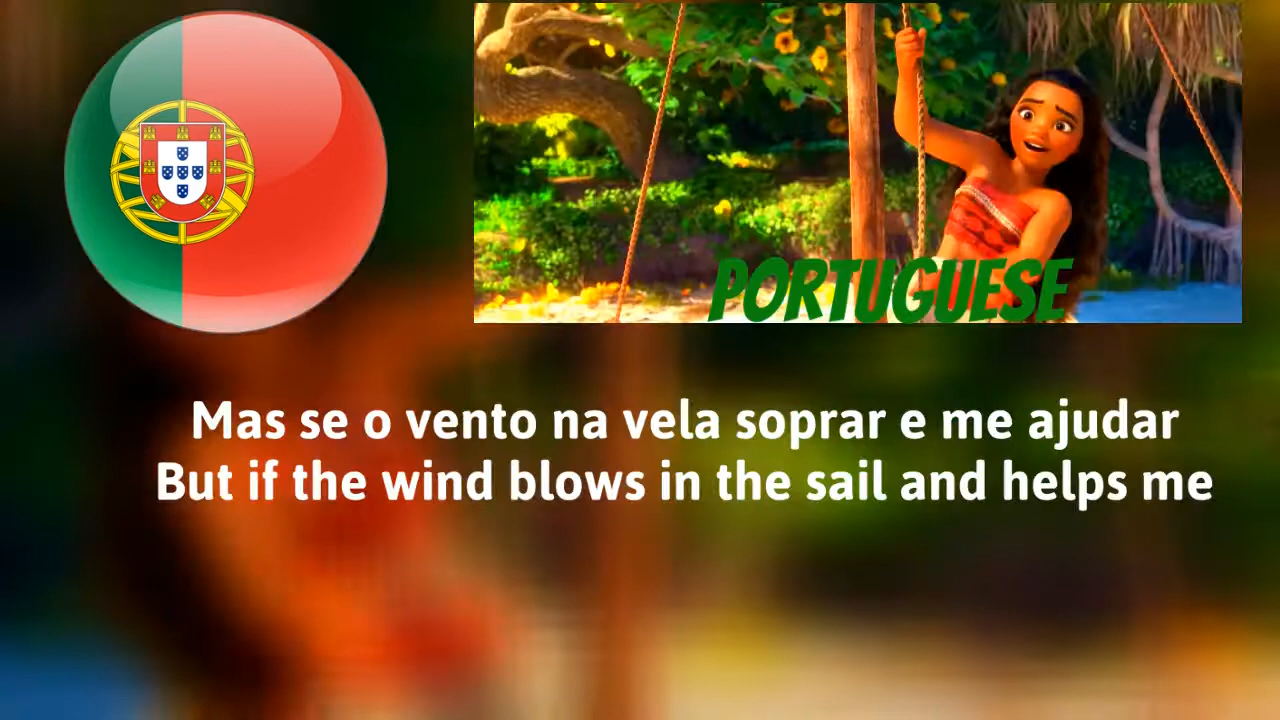 PORTUGUESE
Mas se o vento na vela soprar e me ajudar
But if the wind blows in the sail and helps me